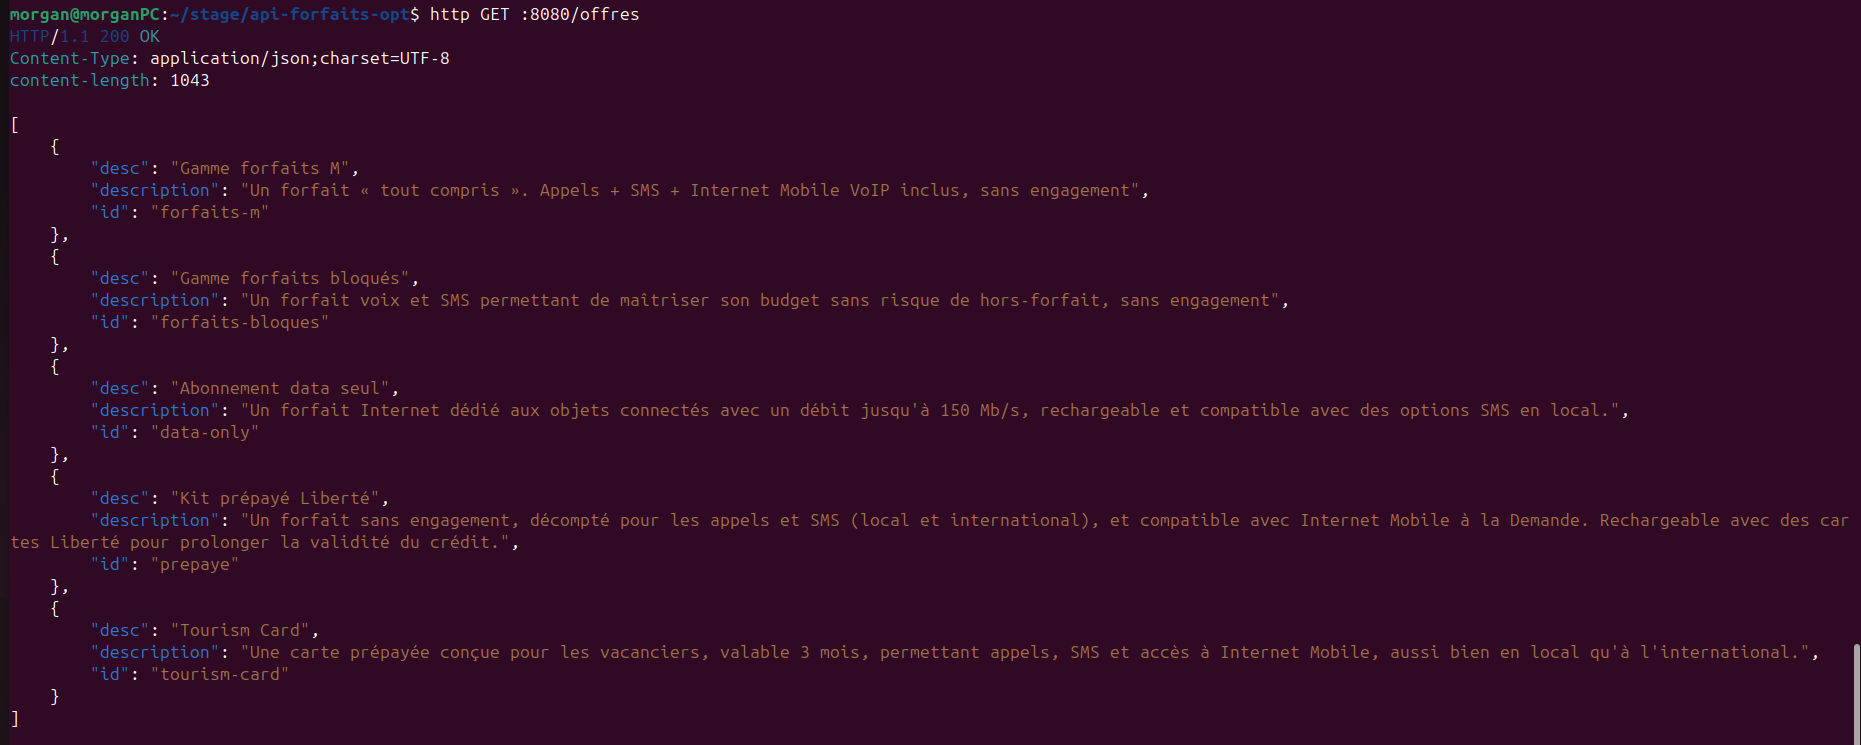 morgan@morganPC:~/stage/api-forfaits-opt$ http GET :8080/offres
HTTP/1.1 200 OK
Content-Type: application/json;charset=UTF-8
content-length: 1043

[
    {
        "desc": "Gamme forfaits M",
        "description": "Un forfait « tout compris ». Appels + SMS + Internet Mobile VoIP inclus, sans engagement",
        "id": "forfaits-m"
    },
    {
        "desc": "Gamme forfaits bloqués",
        "description": "Un forfait voix et SMS permettant de maîtriser son budget sans risque de hors-forfait, sans engagement",
        "id": "forfaits-bloques"
    },
    {
        "desc": "Abonnement data seul",
        "description": "Un forfait Internet dédié aux objets connectés avec un débit jusqu'à 150 Mb/s, rechargeable et compatible avec des options SMS en local.",
        "id": "data-only"
    },
    {
        "desc": "Kit prépayé Liberté",
        "description": "Un forfait sans engagement, décompté pour les appels et SMS (local et international), et compatible avec Internet Mobile à la Demande. Rechargeable avec des car
tes Liberté pour prolonger la validité du crédit.",
        "id": "prepaye"
    },
    {
        "desc": "Tourism Card",
        "description": "Une carte prépayée conçue pour les vacanciers, valable 3 mois, permettant appels, SMS et accès à Internet Mobile, aussi bien en local qu'à l'international.",
        "id": "tourism-card"
    }
]